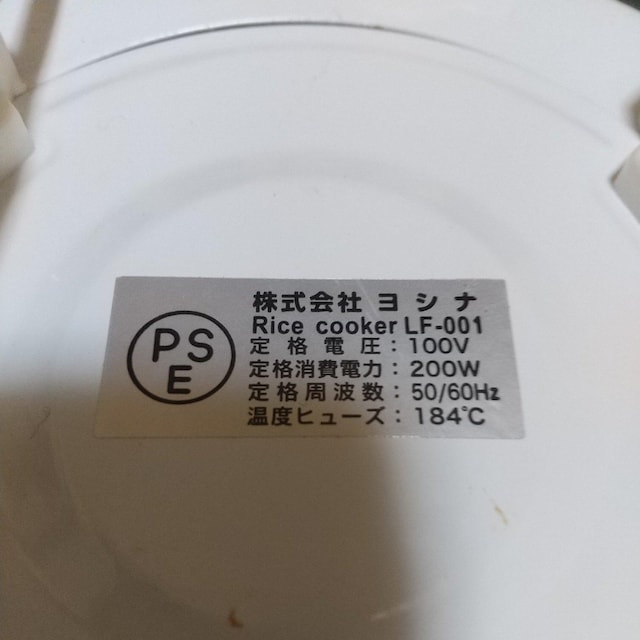 PSE
株式会社 ヨシナ
Rice cooker LF-001
定格電圧：100V
定格消費電力：200W
定格周波数：50/60Hz
温度ヒューズ：184℃